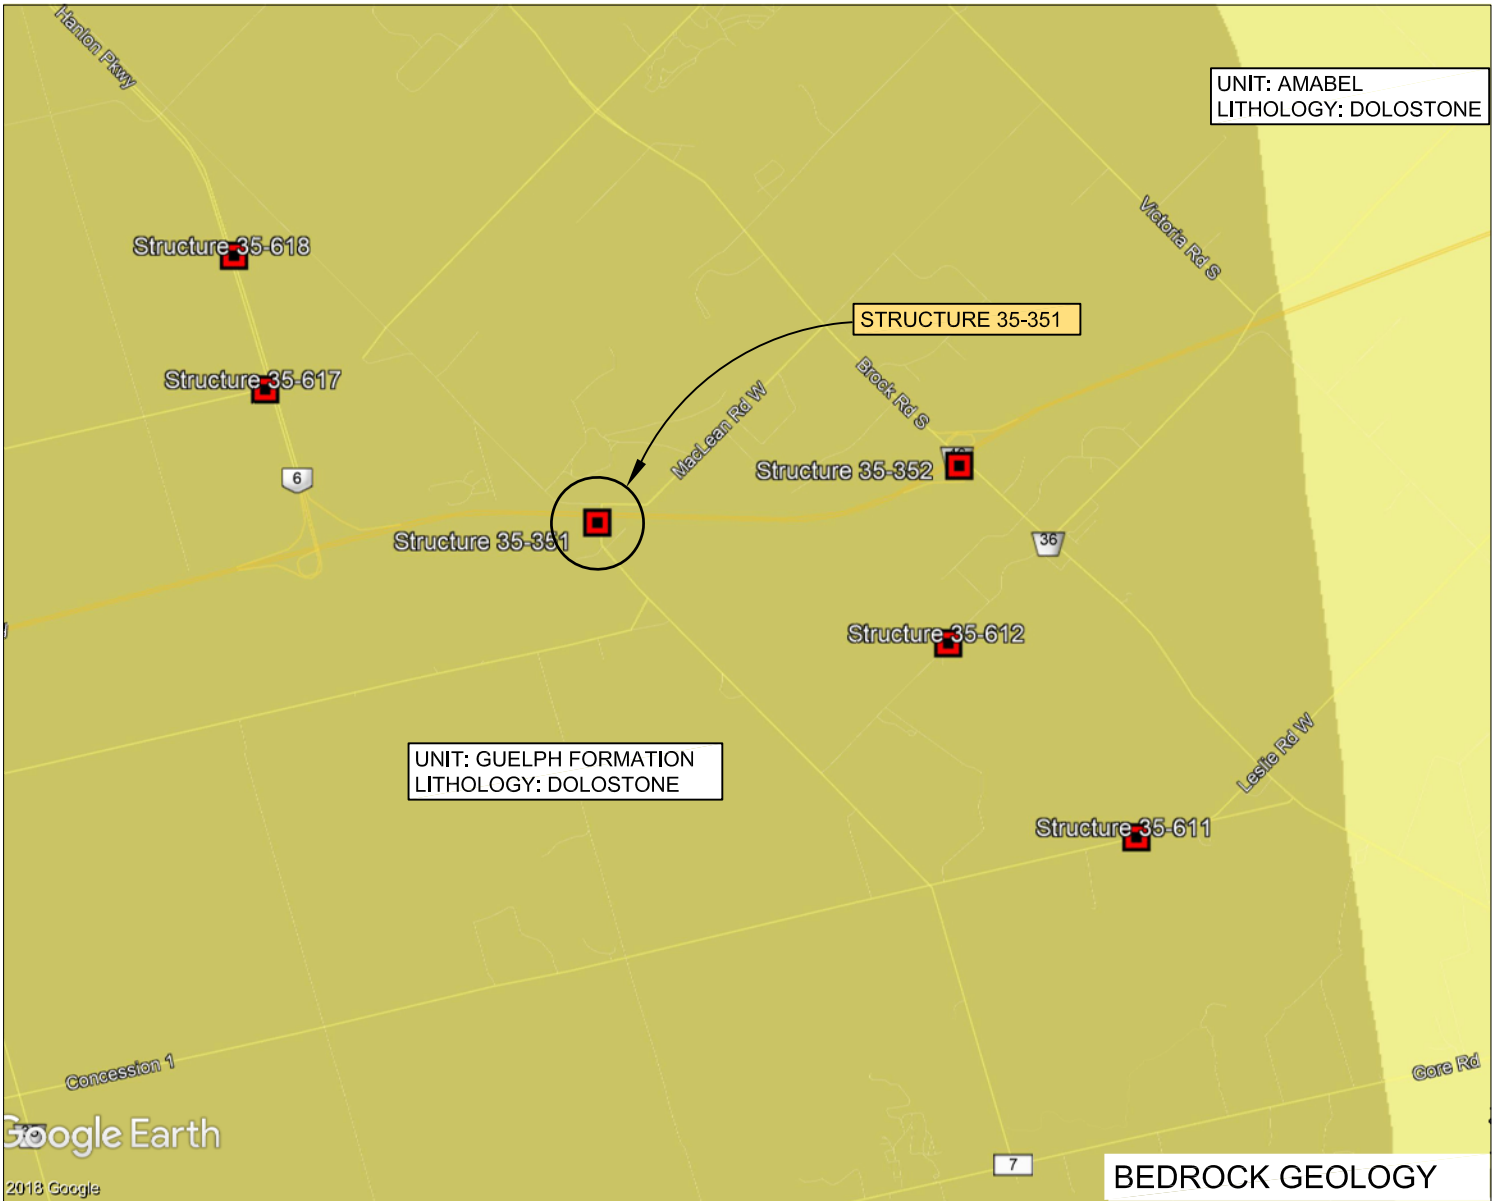 Hanlon Pkwy
UNIT: AMABEL
LITHOLOGY: DOLOSTONE
Victoria Rd S
Structure 35-618
STRUCTURE 35-351
Structure 35-617
Brock Rd S
MacLean Rd W
Structure 35-352
6
Structure 35-351
36
Structure 35-612
UNIT: GUELPH FORMATION
LITHOLOGY: DOLOSTONE
Leslie Rd W
Structure 35-611
Concession 1
Gore Rd
Google Earth
7
BEDROCK GEOLOGY
2018 Google